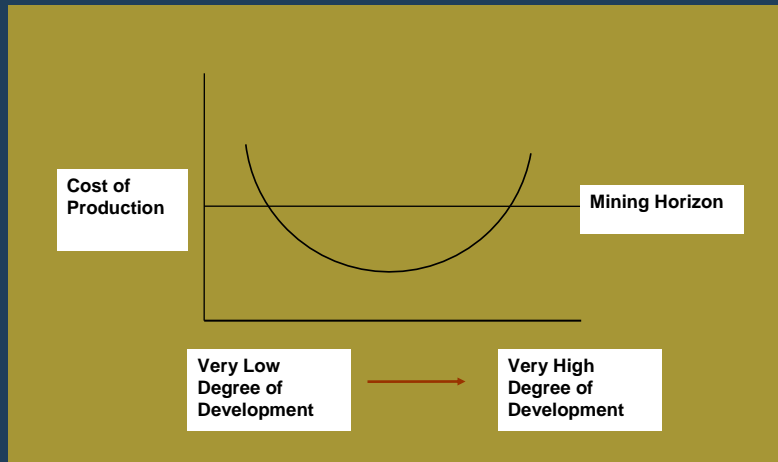 Cost of
Production
Mining Horizon
Very Low
Degree of
Development
Very High
Degree of
Development